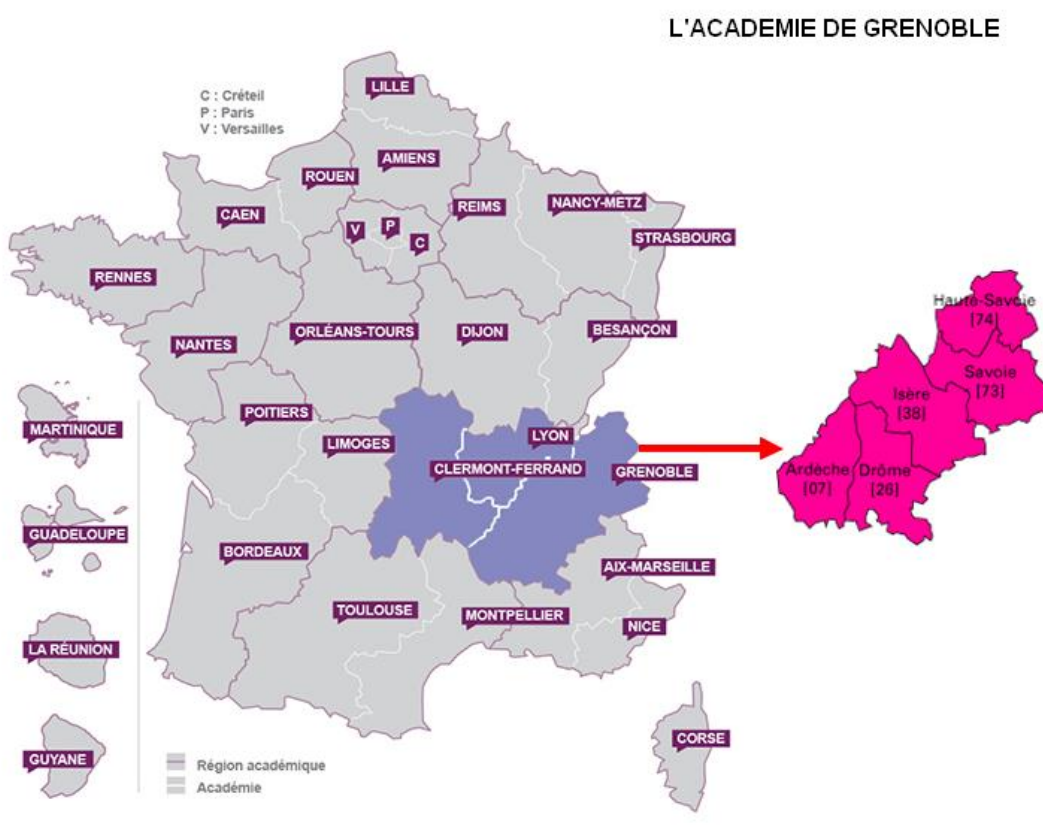 L'ACADEMIE DE GRENOBLE
C : Créteil
P : Paris
V : Versailles
LILLE
AMIENS
ROUEN
CAEN
REIMS
NANCY-METZ
STRASBOURG
V
P
C
RENNES
NANTES
ORLÉANS-TOURS
DIJON
BESANÇON
POITIERS
LIMOGES
LYON
CLERMONT-FERRAND
GRENOBLE
BORDEAUX
TOULOUSE
MONTPELLIER
AIX-MARSEILLE
NICE
CORSE
MARTINIQUE
GUADELOUPE
LA RÉUNION
GUYANE
Région académique
Académie
Haute-Savoie
[74]
Savoie
[73]
Isère
[38]
Ardèche
[07]
Drôme
[26]